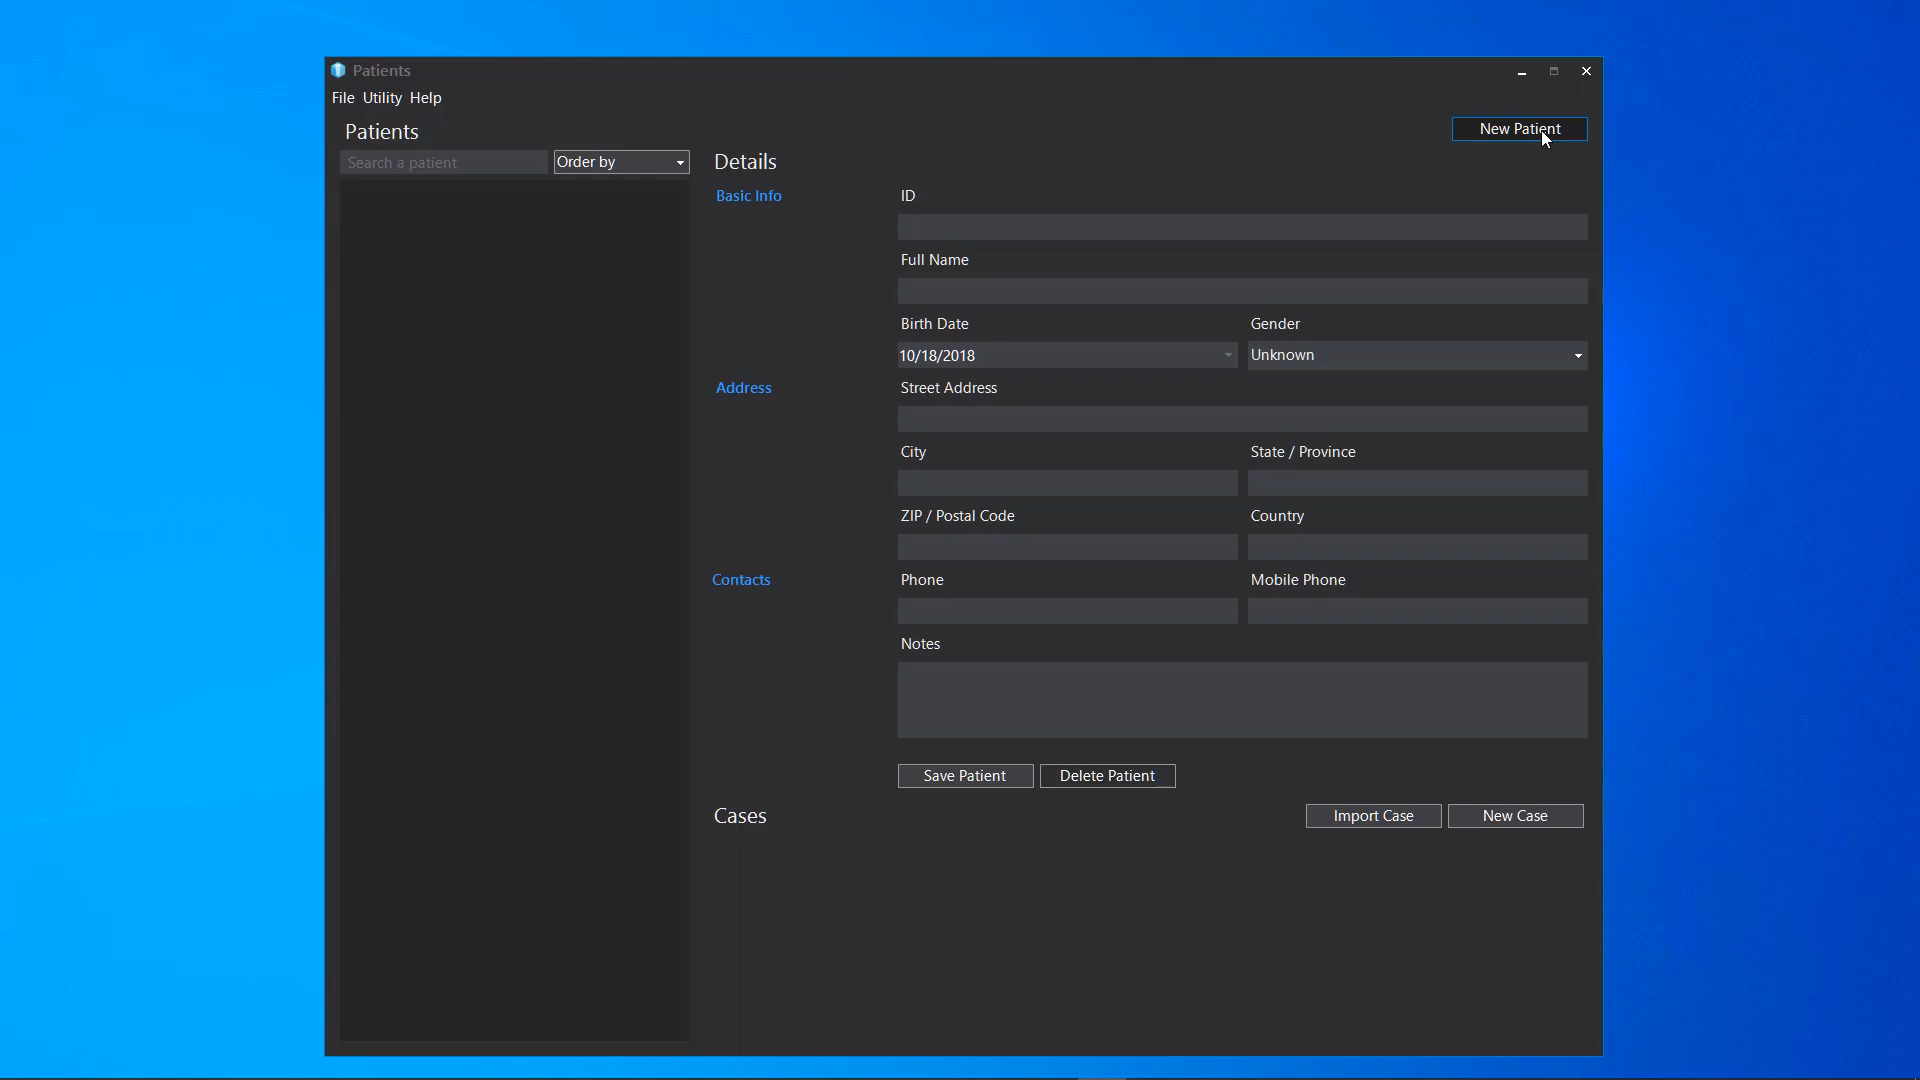 Patients
File Utility Help
Patients
New Patient
Search a patient
Order by
Details
Basic Info
ID
Full Name
Birth Date
Gender
10/18/2018
Unknown
Address
Street Address
City
State / Province
ZIP / Postal Code
Country
Contacts
Phone
Mobile Phone
Notes
Save Patient
Delete Patient
Cases
Import Case
New Case